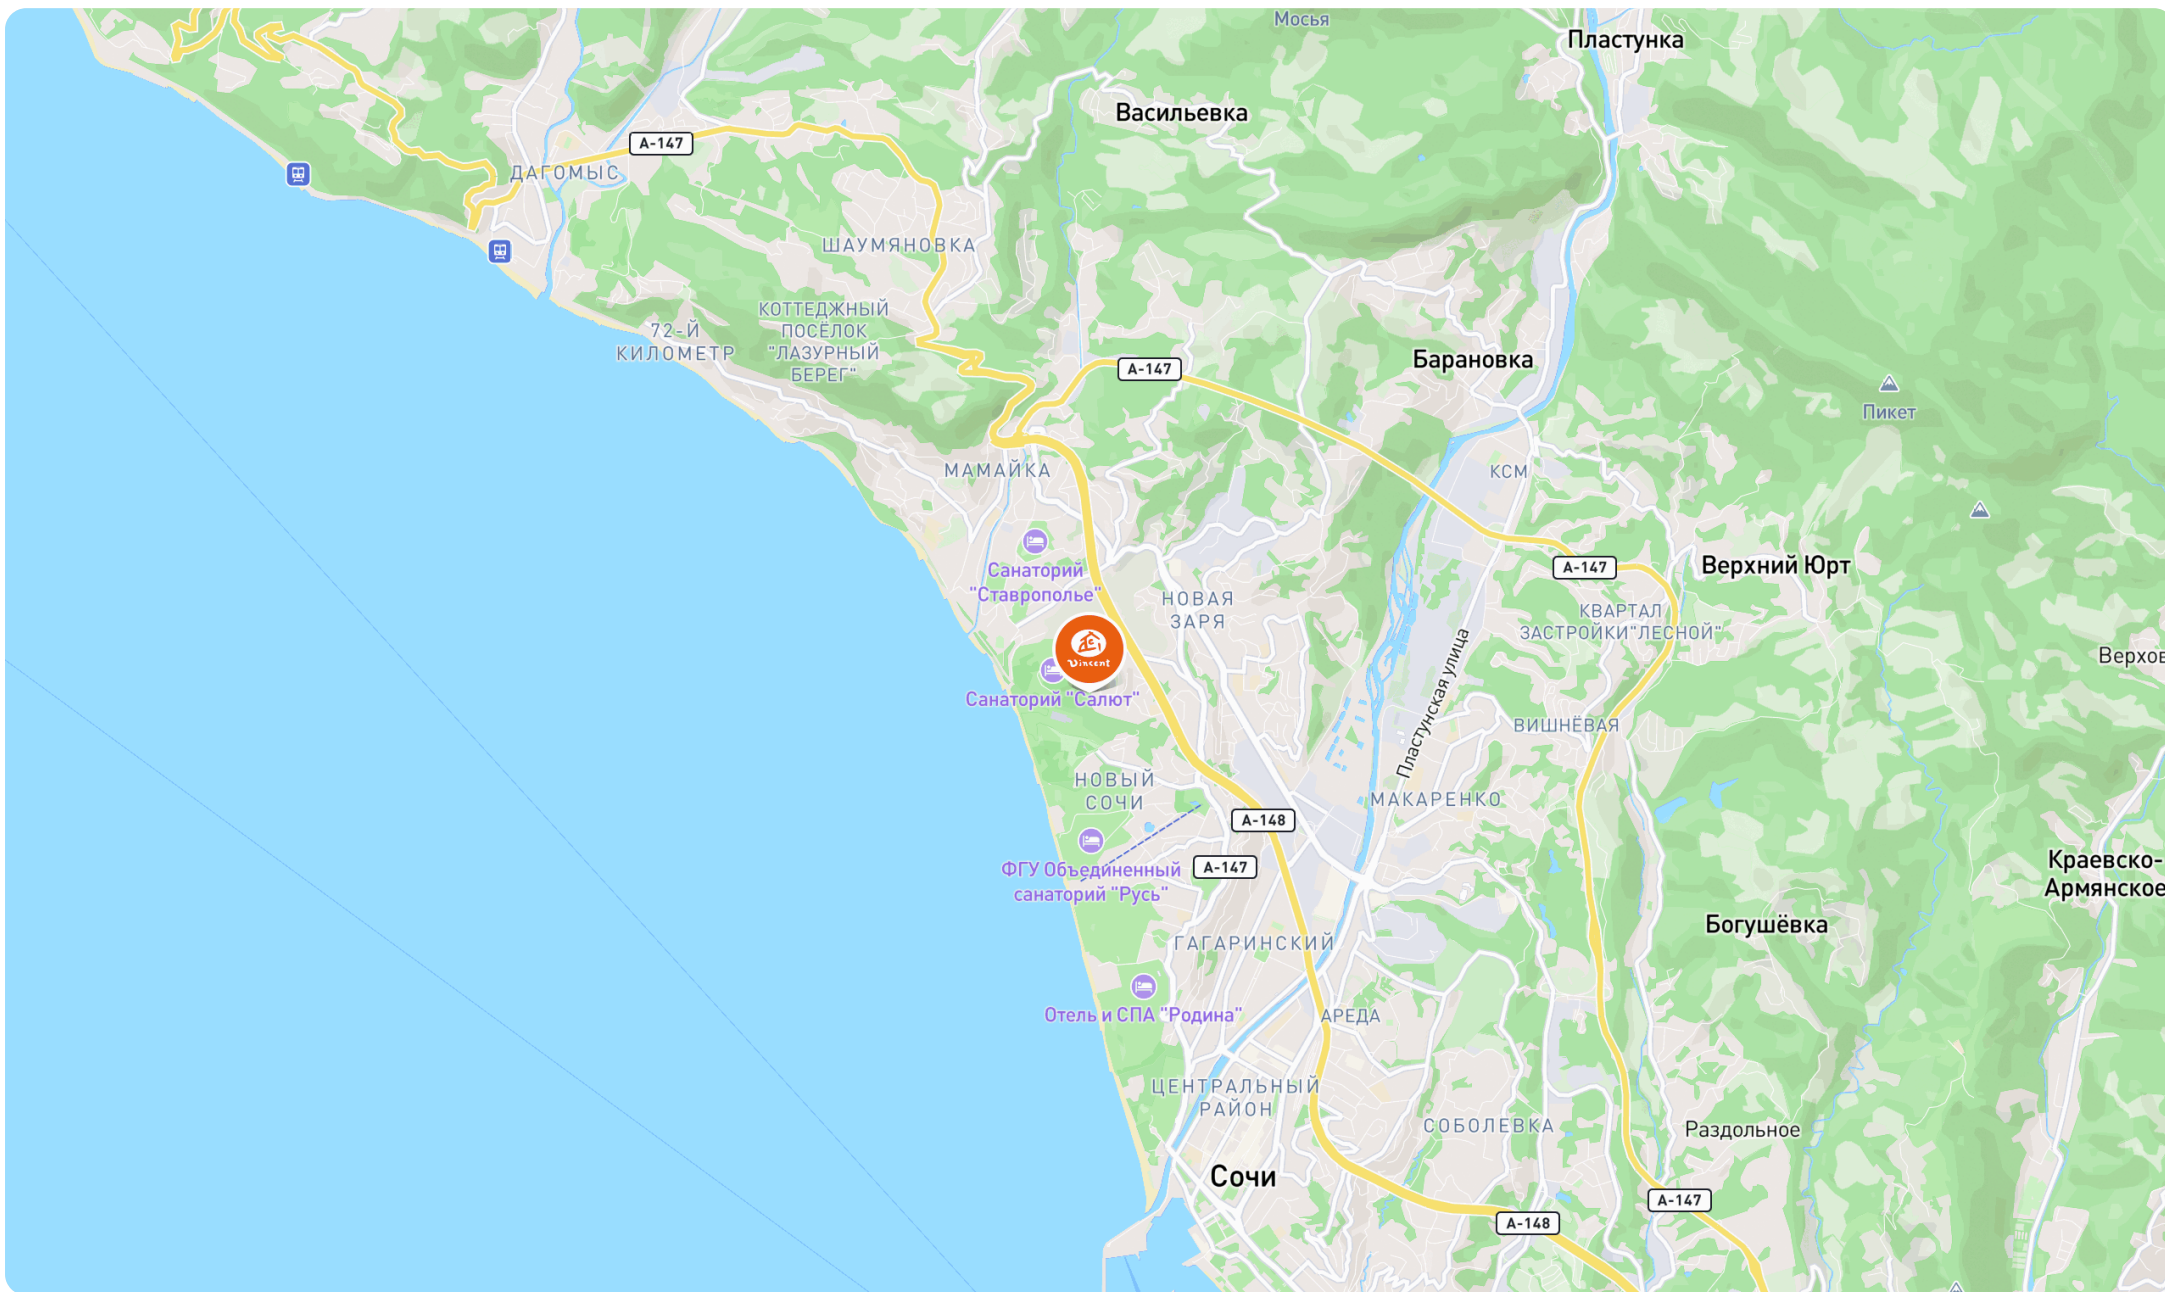 Мосья
Пластунка
Васильевка
А-147
ДАГОМЫС
ШАУМЯНОВКА
КОТТЕДЖНЫЙ
ПОСЁЛОК
"ЛАЗУРНЫЙ
БЕРЕГ"
72-Й
КИЛОМЕТР
А-147
Барановка
Пикет
МАМАЙКА
КСМ
Санаторий
"Ставрополье"
НОВАЯ
ЗАРЯ
А-147
Верхний Юрт
КВАРТАЛ
ЗАСТРОЙКИ"ЛЕСНОЙ"
Vincent
Санаторий "Салют"
Пластунская улица
Верхов
ВИШНЁВАЯ
НОВЫЙ
СОЧИ
МАКАРЕНКО
А-148
А-147
ФГУ Объединенный
санаторий "Русь"
Краевско-
Армянское
Богушёвка
ГАГАРИНСКИЙ
Отель и СПА "Родина"
АРЕДА
ЦЕНТРАЛЬНЫЙ
РАЙОН
СОБОЛЕВКА
Раздольное
Сочи
А-147
А-148